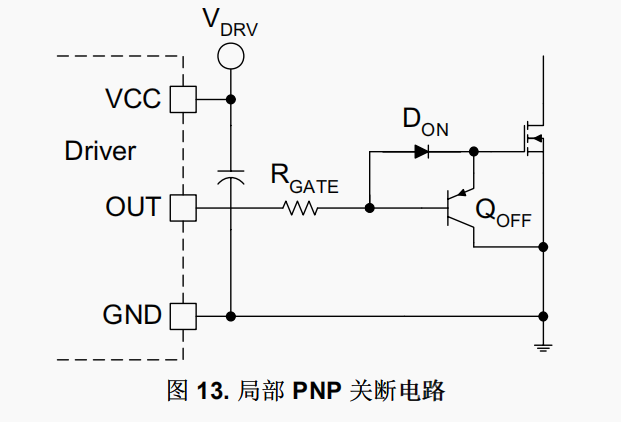 VDRV
VCC
DON
Driver
RGATE
OUT
QOFF
GND
图 13. 局部 PNP 关断电路